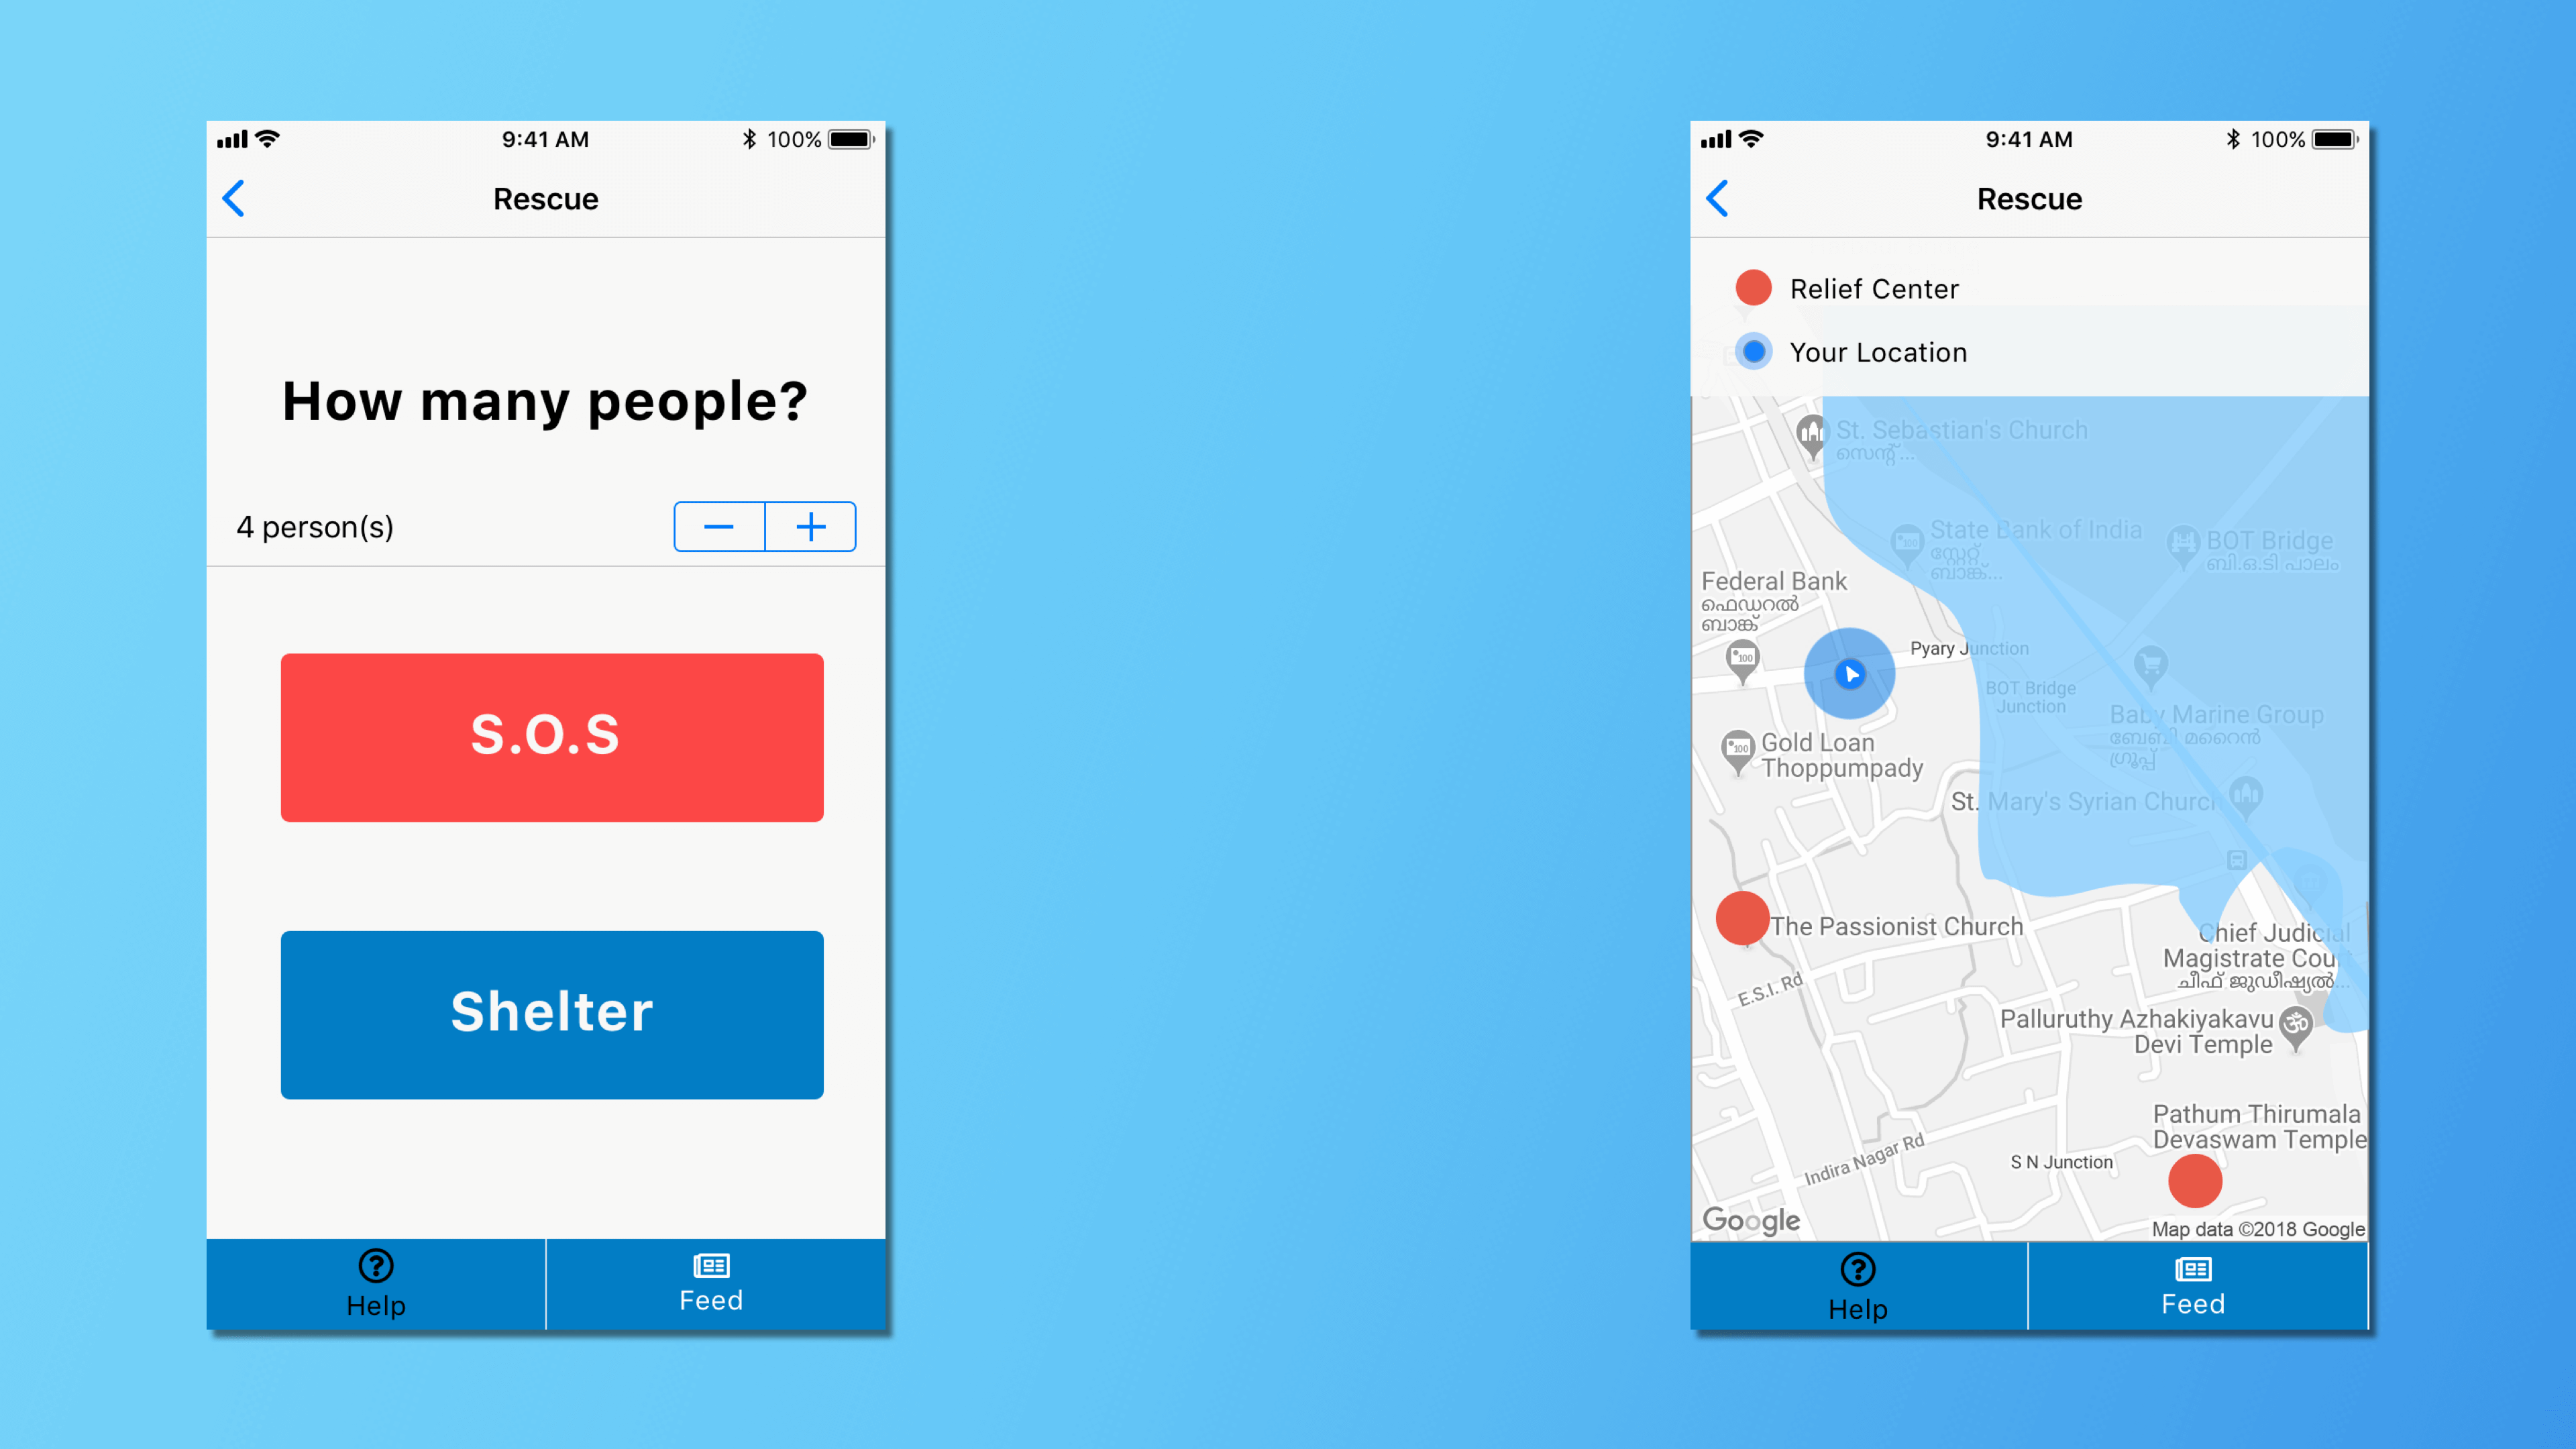 9:41 AM
100%
Rescue
How many people?
4 person(s)
S.O.S
Shelter
Help
Feed
9:41 AM
100%
Rescue
Relief Center
Your Location
St. Sebastian's Church
സെന്റ് ...
State Bank of India
സ്റ്റേറ്റ്
ബാങ്ക്...
BOT Bridge
ബി.ഒ.ടി പാലം
Federal Bank
ഫെഡറൽ
ബാങ്ക്
100
100
100
Pyary Junction
BOT Bridge
Junction
Baby Marine Group
ബേബി മറൈൻ
ഗ്രൂപ്പ്
Gold Loan
Thoppumpady
St. Mary's Syrian Church
The Passionist Church
Chief Judicial
Magistrate Cour
ചീഫ് ജുഡീഷ്യൽ...
E.S.I. Rd
Palluruthy Azhakiyakavu
Devi Temple
ॐ
Pathum Thirumala
Devaswam Temple
Indira Nagar Rd
S N Junction
Google
Map data ©2018 Google
Help
Feed